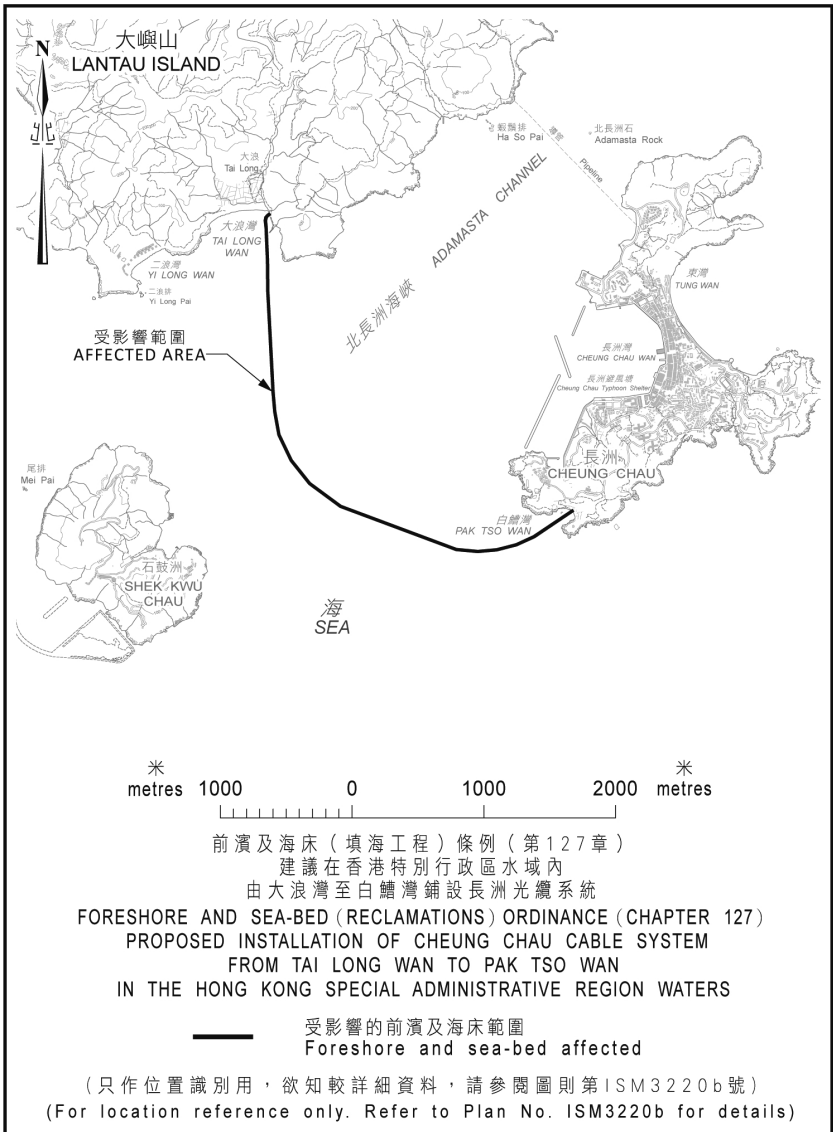 大嶼山
LANTAU ISLAND
N
北
大浪
Tai Long
大浪灣
TAI LONG
WAN
二浪灣
YI LONG WAN
二浪排
Yi Long Pai
蝦鬚排
Ha So Pai
導管
Pipeline
北長洲石
Adamasta Rock
北長洲海峽
ADAMASTA CHANNEL
東灣
TUNG WAN
受影響範圍
AFFECTED AREA
長洲灣
CHEUNG CHAU WAN
長洲避風塘
Cheung Chau Typhoon Shelter
長洲
CHEUNG CHAU
白鰽灣
PAK TSO WAN
尾排
Mei Pai
石鼓洲
SHEK KWU
CHAU
海
SEA
米
metres 1000 0 1000 2000 米
metres
前濱及海床（填海工程）條例（第127章）
建議在香港特別行政區水域內
由大浪灣至白鰽灣鋪設長洲光纜系統
FORESHORE AND SEA-BED (RECLAMATIONS) ORDINANCE (CHAPTER 127)
PROPOSED INSTALLATION OF CHEUNG CHAU CABLE SYSTEM
FROM TAI LONG WAN TO PAK TSO WAN
IN THE HONG KONG SPECIAL ADMINISTRATIVE REGION WATERS
受影響的前濱及海床範圍
Foreshore and sea-bed affected
（只作位置識別用，欲知較詳細資料，請參閱圖則第ISM3220b號）
(For location reference only. Refer to Plan No. ISM3220b for details)